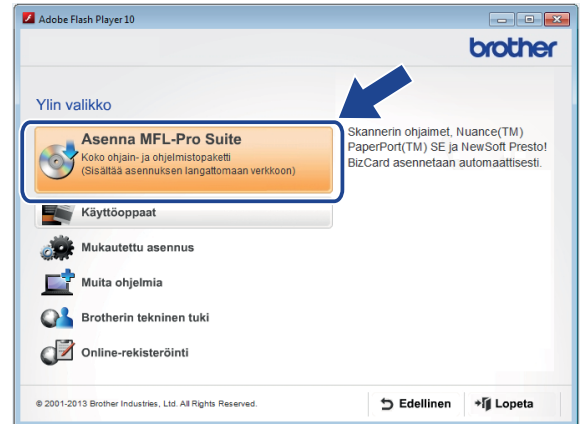 Adobe Flash Player 10
brother
Ylin valikko
Asenna MFL-Pro Suite
Koko ohjain- ja ohjelmistopaketti
(Sisältää asennuksen langattomaan verkkoon)
Skannerin ohjaimet, Nuance(TM)
PaperPort(TM) SE ja NewSoft Presto!
BizCard asennetaan automaattisesti.
Käyttöoppaat
Mukautettu asennus
Muita ohjelmia
Brotherin tekninen tuki
Online-rekisteröinti
© 2001-2013 Brother Industries, Ltd. All Rights Reserved.
Edellinen
Lopeta